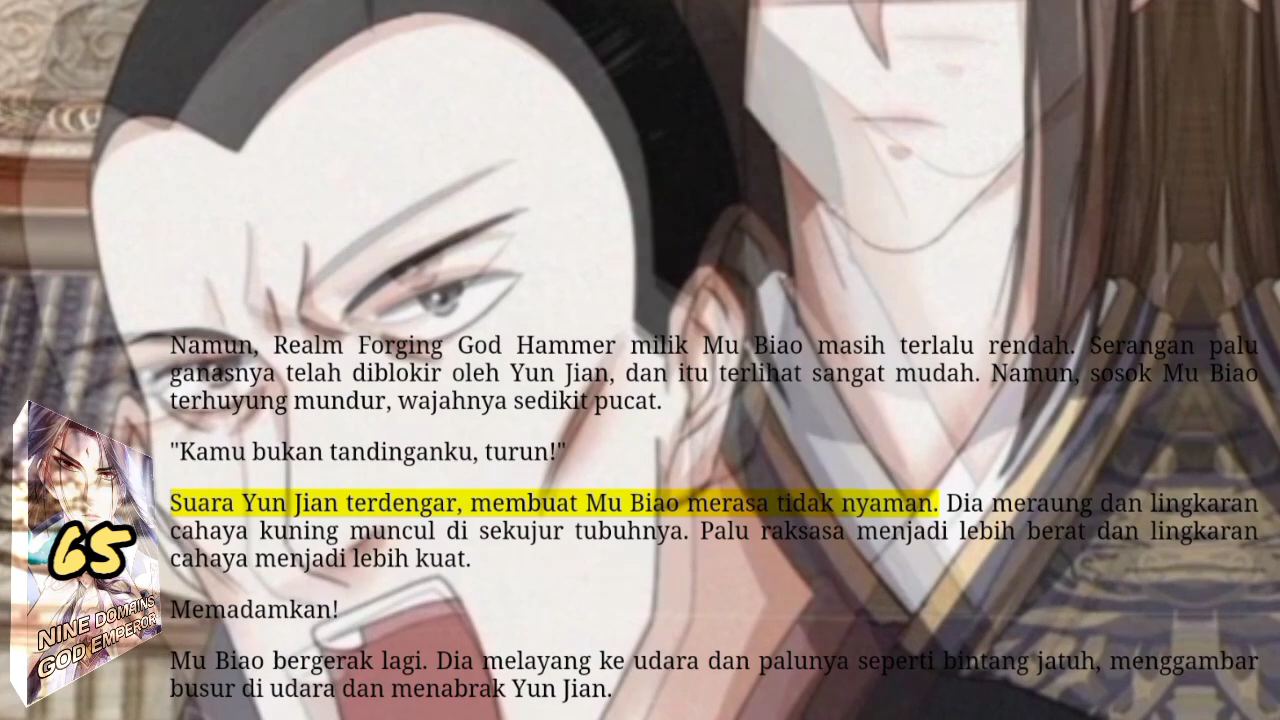 Namun, Realm Forging God Hammer milik Mu Biao masih terlalu rendah. Serangan palu
ganasnya telah diblokir oleh Yun Jian, dan itu terlihat sangat mudah. Namun, sosok Mu Biao
terhuyung mundur, wajahnya sedikit pucat.
"Kamu bukan tandinganku, turun!"
Suara Yun Jian terdengar, membuat Mu Biao merasa tidak nyaman. Dia meraung dan lingkaran
cahaya kuning muncul di sekujur tubuhnya. Palu raksasa menjadi lebih berat dan lingkaran
cahaya menjadi lebih kuat.
Memadamkan!
Mu Biao bergerak lagi. Dia melayang ke udara dan palunya seperti bintang jatuh, menggambar
busur di udara dan menabrak Yun Jian.
65
NINE DOMAINS
GOD EMPEROR